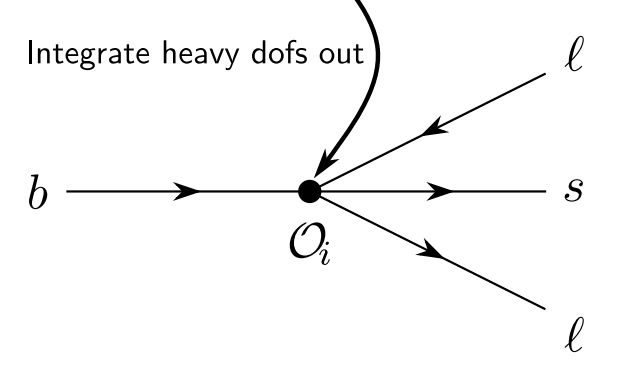 Integrate heavy dofs out
ℓ
b
s
𝒪i
ℓ